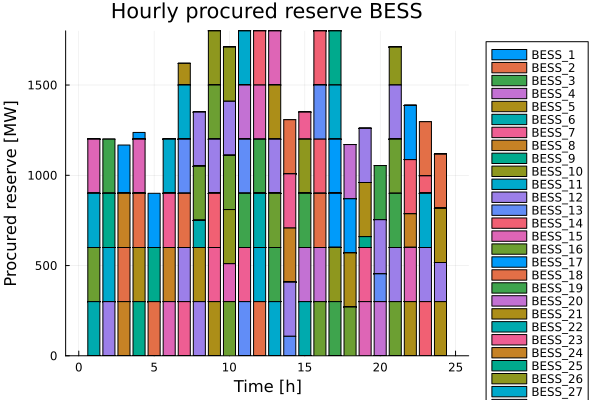 Hourly procured reserve BESS
Procured reserve [MW]
1500
1000
500
0
0 5 10 15 20 25
Time [h]
BESS_1
BESS_2
BESS_3
BESS_4
BESS_5
BESS_6
BESS_7
BESS_8
BESS_9
BESS_10
BESS_11
BESS_12
BESS_13
BESS_14
BESS_15
BESS_16
BESS_17
BESS_18
BESS_19
BESS_20
BESS_21
BESS_22
BESS_23
BESS_24
BESS_25
BESS_26
BESS_27